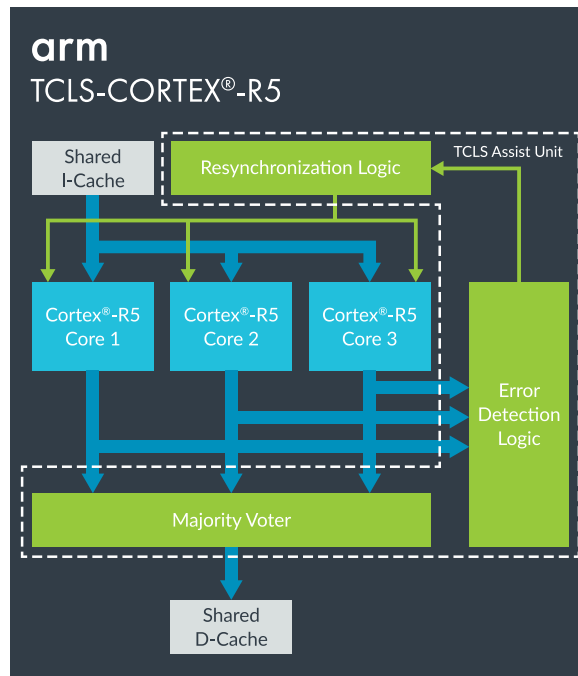 arm
TCLS-CORTEX®-R5
Shared
I-Cache
Resynchronization Logic
TCLS Assist Unit
Cortex®-R5
Core 1
Cortex®-R5
Core 2
Cortex®-R5
Core 3
Error
Detection
Logic
Majority Voter
Shared
D-Cache